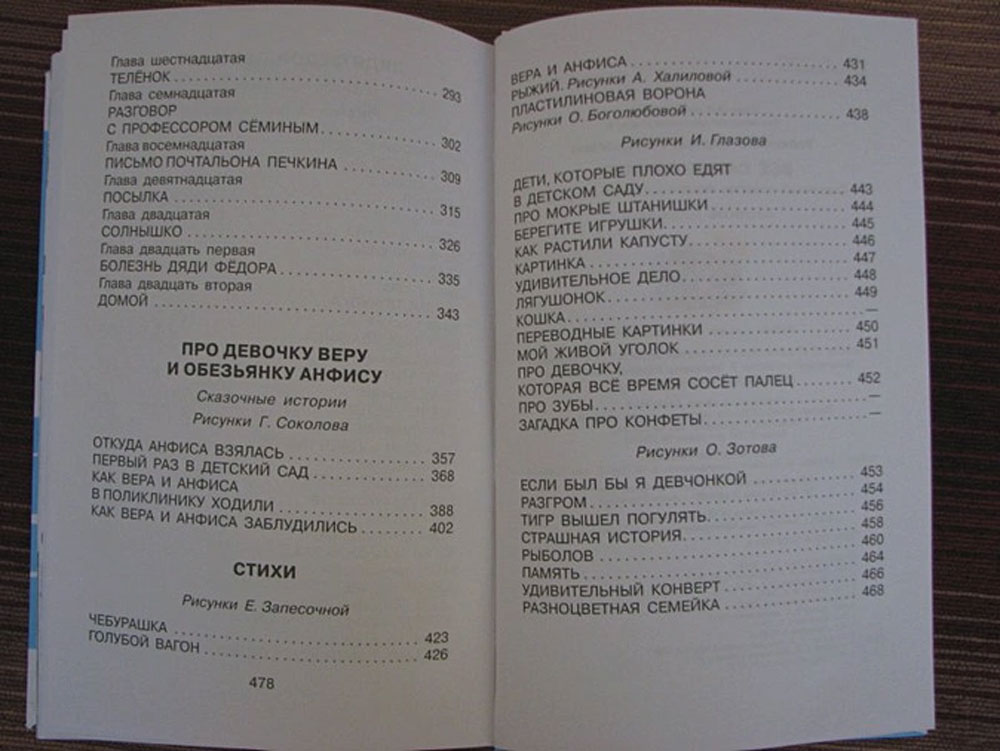 Глава шестнадцатая
ТЕЛЁНОК ........ 293
Глава семнадцатая
РАЗГОВОР
С ПРОФЕССОРОМ СЁМИНЫМ ........ 302
Глава восемнадцатая
ПИСЬМО ПОЧТАЛЬОНА ПЕЧКИНА ........ 309
Глава девятнадцатая
ПОСЫЛКА ........ 315
Глава двадцатая
СОЛНЫШКО ........ 326
Глава двадцать первая
БОЛЕЗНЬ ДЯДИ ФЁДОРА ........ 335
Глава двадцать вторая
ДОМОЙ ........ 343
ПРО ДЕВОЧКУ ВЕРУ
И ОБЕЗЬЯНКУ АНФИСУ
Сказочные истории
Рисунки Г. Соколова
ОТКУДА АНФИСА ВЗЯЛАСЬ ........ 357
ПЕРВЫЙ РАЗ В ДЕТСКИЙ САД ........ 368
КАК ВЕРА И АНФИСА
В ПОЛИКЛИНИКУ ХОДИЛИ ........ 388
КАК ВЕРА И АНФИСА ЗАБЛУДИЛИСЬ ........ 402
СТИХИ
Рисунки Е. Запесочной
ЧЕБУРАШКА ........ 423
ГОЛУБОЙ ВАГОН ........ 426
478
ВЕРА И АНФИСА ........ 431
РЫЖИЙ. Рисунки А. Халиловой ........ 434
ПЛАСТИЛИНОВАЯ ВОРОНА
Рисунки О. Боголюбовой ........ 438
Рисунки И. Глазова
ДЕТИ, КОТОРЫЕ ПЛОХО ЕДЯТ
В ДЕТСКОМ САДУ ........ 443
ПРО МОКРЫЕ ШТАНИШКИ ........ 444
БЕРЕГИТЕ ИГРУШКИ ........ 445
КАК РАСТИЛИ КАПУСТУ ........ 446
КАРТИНКА ........ 447
УДИВИТЕЛЬНОЕ ДЕЛО ........ 448
ЛЯГУШОНОК ........ 449
КОШКА ........ —
ПЕРЕВОДНЫЕ КАРТИНКИ ........ 450
МОЙ ЖИВОЙ УГОЛОК ........ 451
ПРО ДЕВОЧКУ,
КОТОРАЯ ВСЁ ВРЕМЯ СОСЁТ ПАЛЕЦ ........ 452
ПРО ЗУБЫ ........ —
ЗАГАДКА ПРО КОНФЕТЫ ........ —
Рисунки О. Зотова
ЕСЛИ БЫЛ БЫ Я ДЕВЧОНКОЙ ........ 453
РАЗГРОМ ........ 454
ТИГР ВЫШЕЛ ПОГУЛЯТЬ ........ 456
СТРАШНАЯ ИСТОРИЯ ........ 458
РЫБОЛОВ ........ 460
ПАМЯТЬ ........ 464
УДИВИТЕЛЬНЫЙ КОНВЕРТ ........ 466
РАЗНОЦВЕТНАЯ СЕМЕЙКА ........ 468